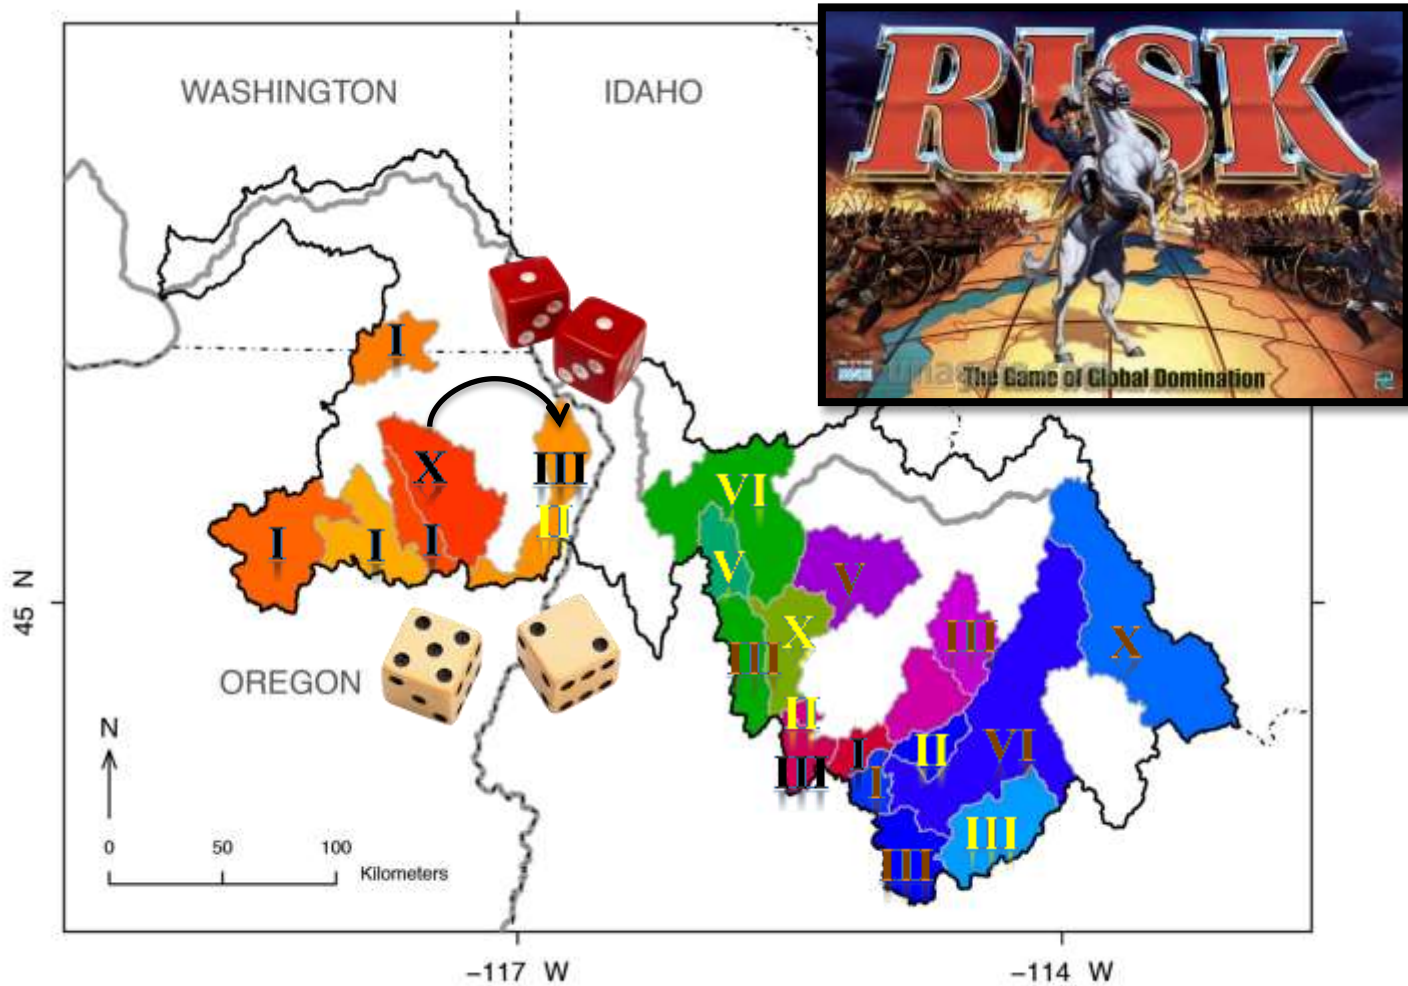 WASHINGTON
IDAHO
RISK
The Game of Global Domination
I
X
III
II
I
I
I
VI
V
V
X
III
III
X
II
III
I
I
II
VI
III
III
OREGON
N
0 50 100
Kilometers
45 N
−117 W
−114 W